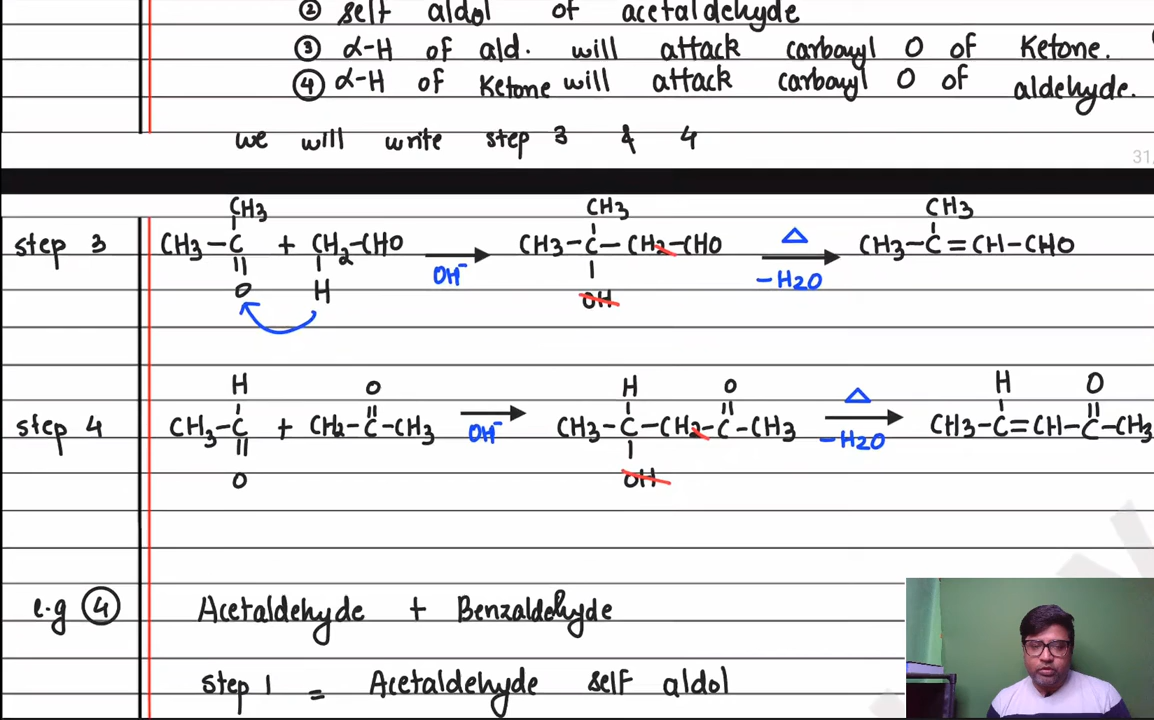 ② self aldol of acetaldehyde
③ α-H of ald. will attack carbonyl O of Ketone.
④ α-H of Ketone will attack carbonyl O of aldehyde.
we will write step 3 & 4
31,
step 3
CH3 CH3 CH3
CH3-C + CH2-CHO OH⁻ CH3-C-CH2-CHO Δ -H2O CH3-C=CH-CHO
O H OH
step 4
H O H O H O
CH3-C + CH2-C-CH3 OH⁻ CH3-C-CH2-C-CH3 Δ -H2O CH3-C=CH-C-CH3
O OH
e.g ④ Acetaldehyde + Benzaldehyde
step 1 = Acetaldehyde self aldol